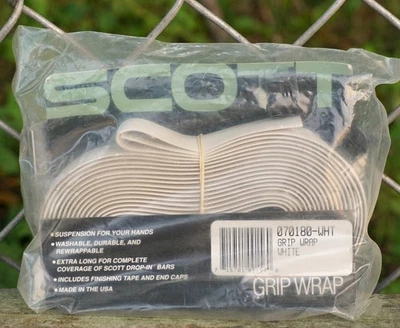 SCOTT
• SUSPENSION FOR YOUR HANDS
• WASHABLE, DURABLE, AND
REWRAPPABLE
• EXTRA LONG FOR COMPLETE
COVERAGE OF SCOTT DROP-IN™ BARS
• INCLUDES FINISHING TAPE AND END CAPS
• MADE IN THE USA
070180-WHT
GRIP WRAP
WHITE
GRIP WRAP